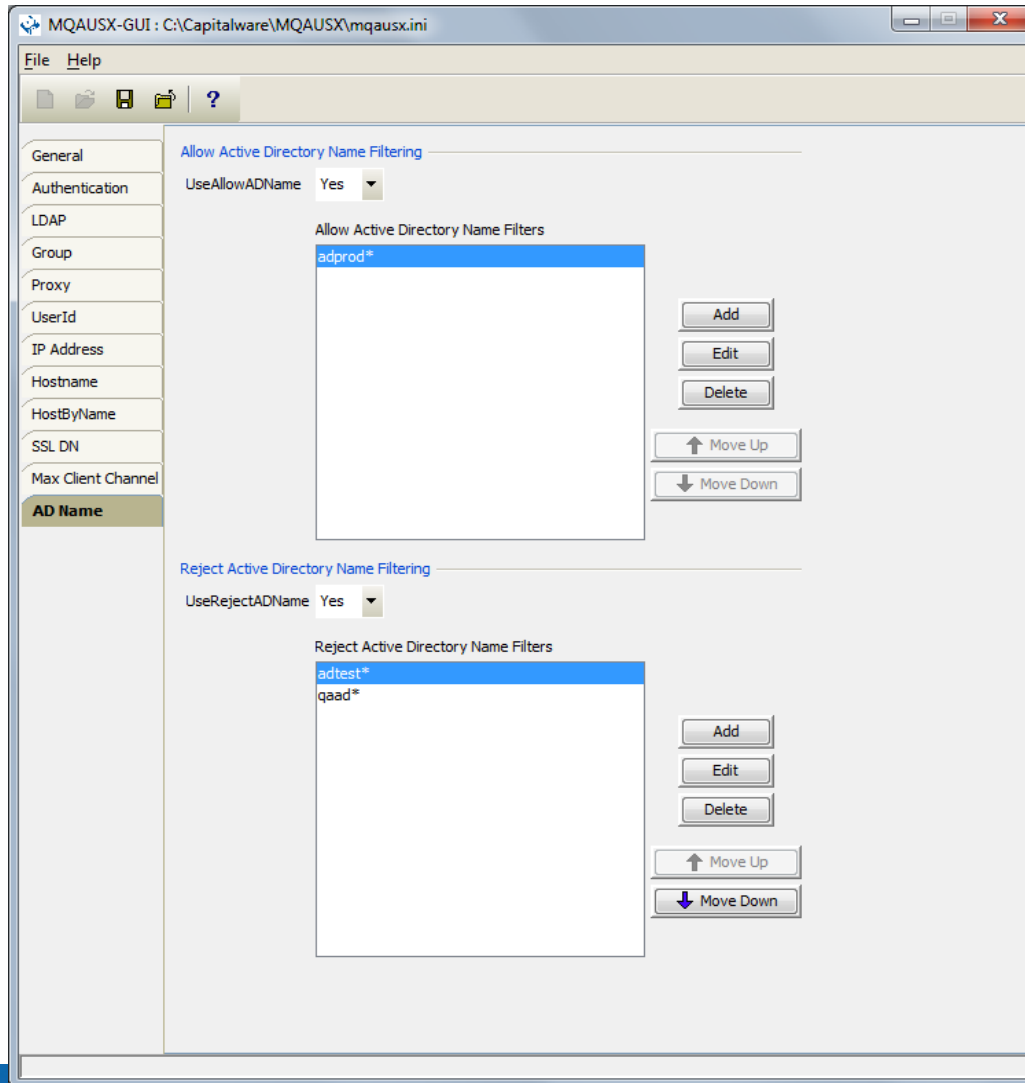 MQAUSX-GUI : C:\Capitalware\MQAUSX\mqausx.ini
File Help
?
General
Authentication
LDAP
Group
Proxy
UserId
IP Address
Hostname
HostByName
SSL DN
Max Client Channel
AD Name
Allow Active Directory Name Filtering
UseAllowADName Yes
Allow Active Directory Name Filters
adprod*
Add
Edit
Delete
Move Up
Move Down
Reject Active Directory Name Filtering
UseRejectADName Yes
Reject Active Directory Name Filters
adtest*
qaad*
Add
Edit
Delete
Move Up
Move Down